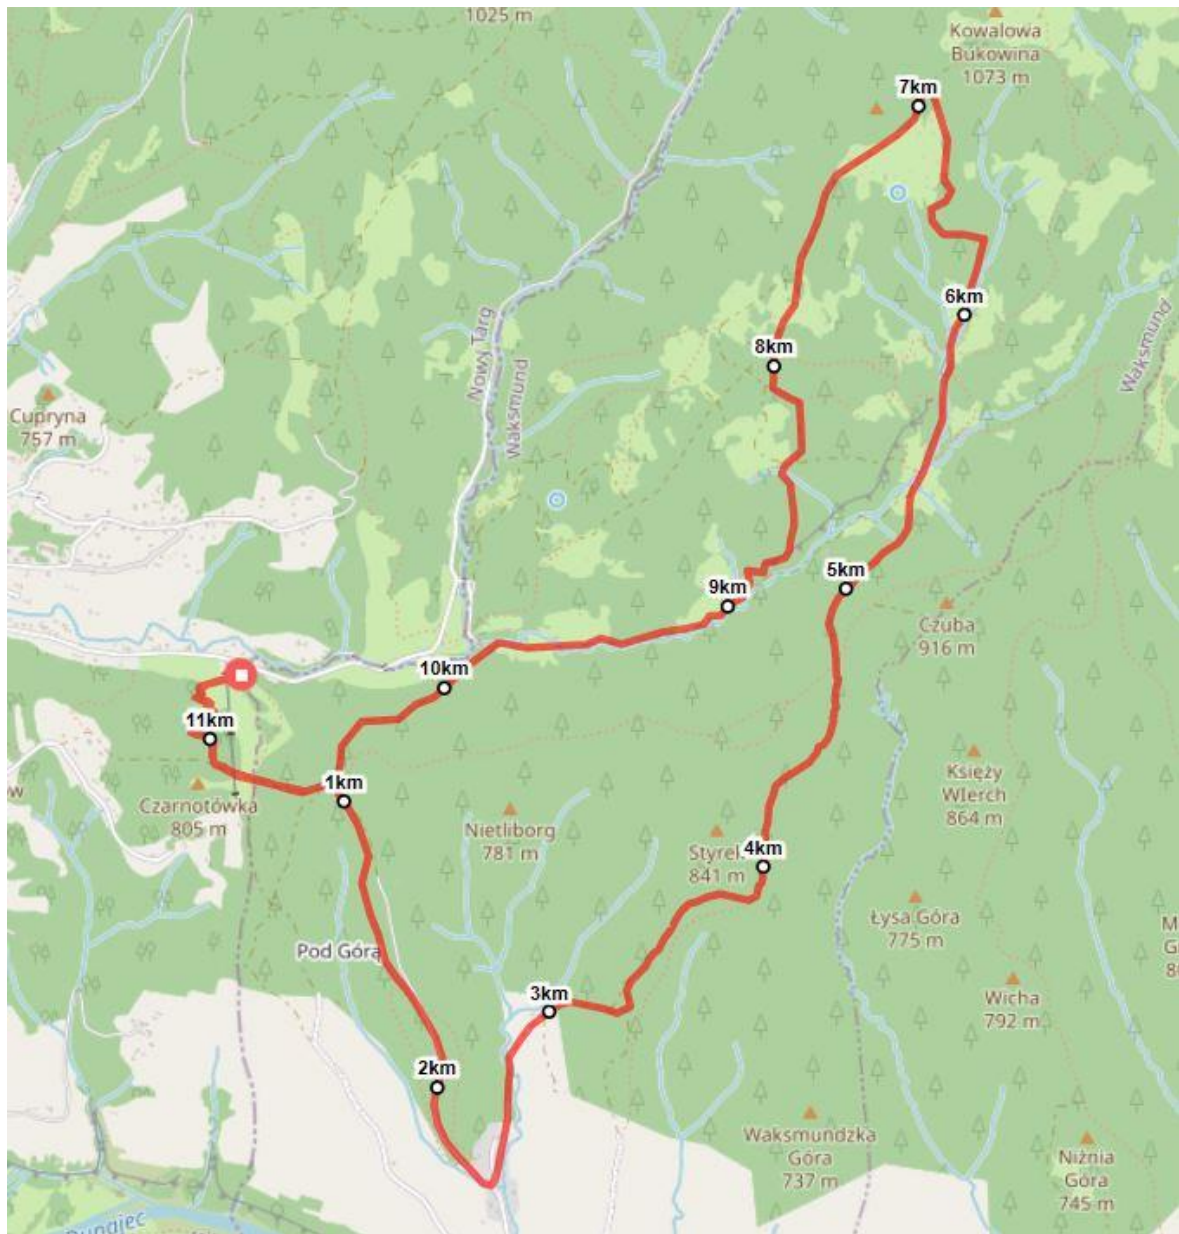 1025 m
Kowalowa
Bukowina
1073 m
7km
6km
Waksmund
Nowy Targ
Waksmund
8km
Cupryna
757 m
5km
9km
Czuba
916 m
10km
11km
1km
Czarnotówka
805 m
Nietliborg
781 m
Księży
WIerch
864 m
4km
841 m
Łysa Góra
775 m
Pod Górą
3km
Wicha
792 m
2km
Waksmundzka
Góra
737 m
Niżnia
Góra
745 m
Dunajec